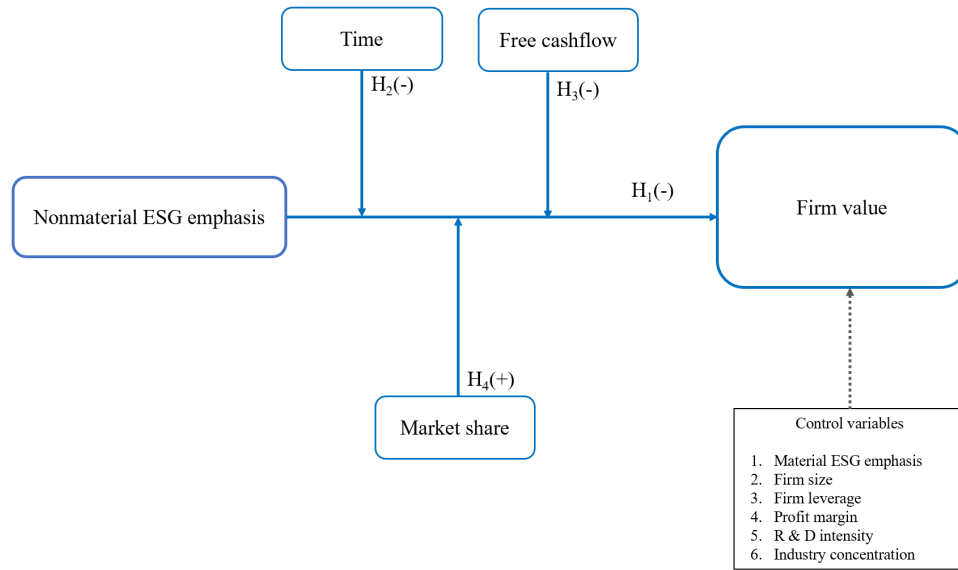 Time
Free cashflow
H₂(-)
H₃(-)
H₁(-)
Nonmaterial ESG emphasis
Firm value
H₄(+)
Market share
Control variables
1. Material ESG emphasis
2. Firm size
3. Firm leverage
4. Profit margin
5. R & D intensity
6. Industry concentration